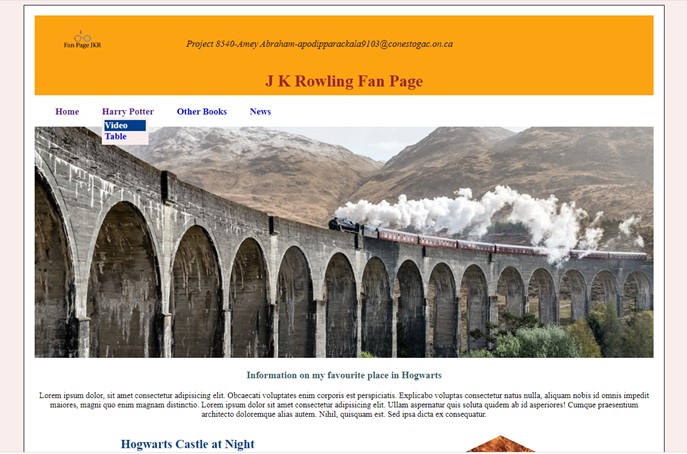 Fan Page JKR
Project 8540-Amey Abraham-apodipparackala9103@conestogac.on.ca
J K Rowling Fan Page
Home Harry Potter Other Books News
Video
Table
Information on my favourite place in Hogwarts
Lorem ipsum dolor, sit amet consectetur adipisicing elit. Obcaecati voluptates enim corporis est perspiciatis. Explicabo voluptas consectetur natus nulla, aliquam nobis id omnis impedit
maiores, magni quo enim magnam distinctio. Lorem ipsum dolor sit amet consectetur adipisicing elit. Ullam aspernatur quis soluta quidem ab id asperiores! Cumque praesentium
architecto doloremque alias autem. Nihil, quisquam est. Sed ipsa dicta ex consequatur.
Hogwarts Castle at Night